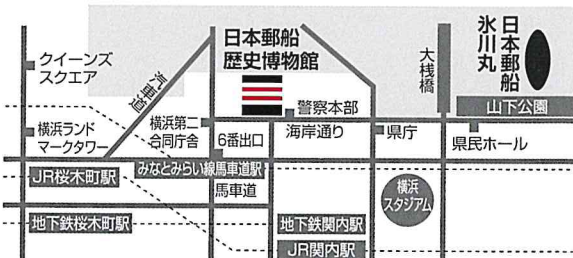 クイーンズ
スクエア
汽車道
日本郵船
歴史博物館
大桟橋
日本郵船
氷川丸
山下公園
横浜ランド
マークタワー
横浜第二
合同庁舎
6番出口
警察本部
海岸通り
県庁
県民ホール
JR桜木町駅
みなとみらい線馬車道駅
馬車道
横浜
スタジアム
地下鉄桜木町駅
地下鉄関内駅
JR関内駅